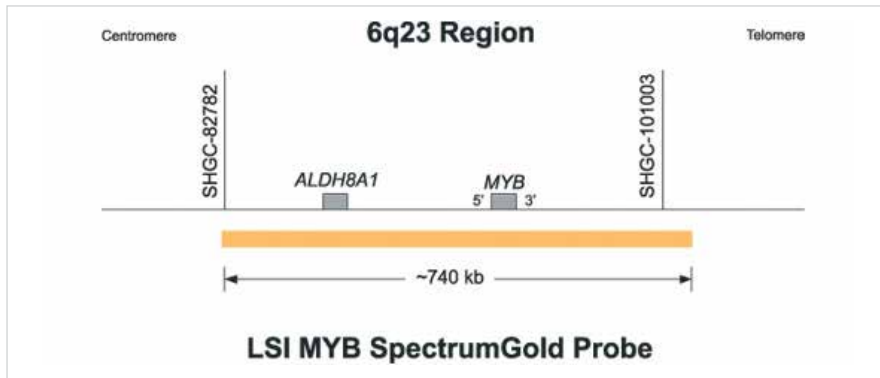 Centromere
6q23 Region
Telomere
SHGC-82782
SHGC-101003
ALDH8A1
MYB
5' 3'
~740 kb
LSI MYB SpectrumGold Probe